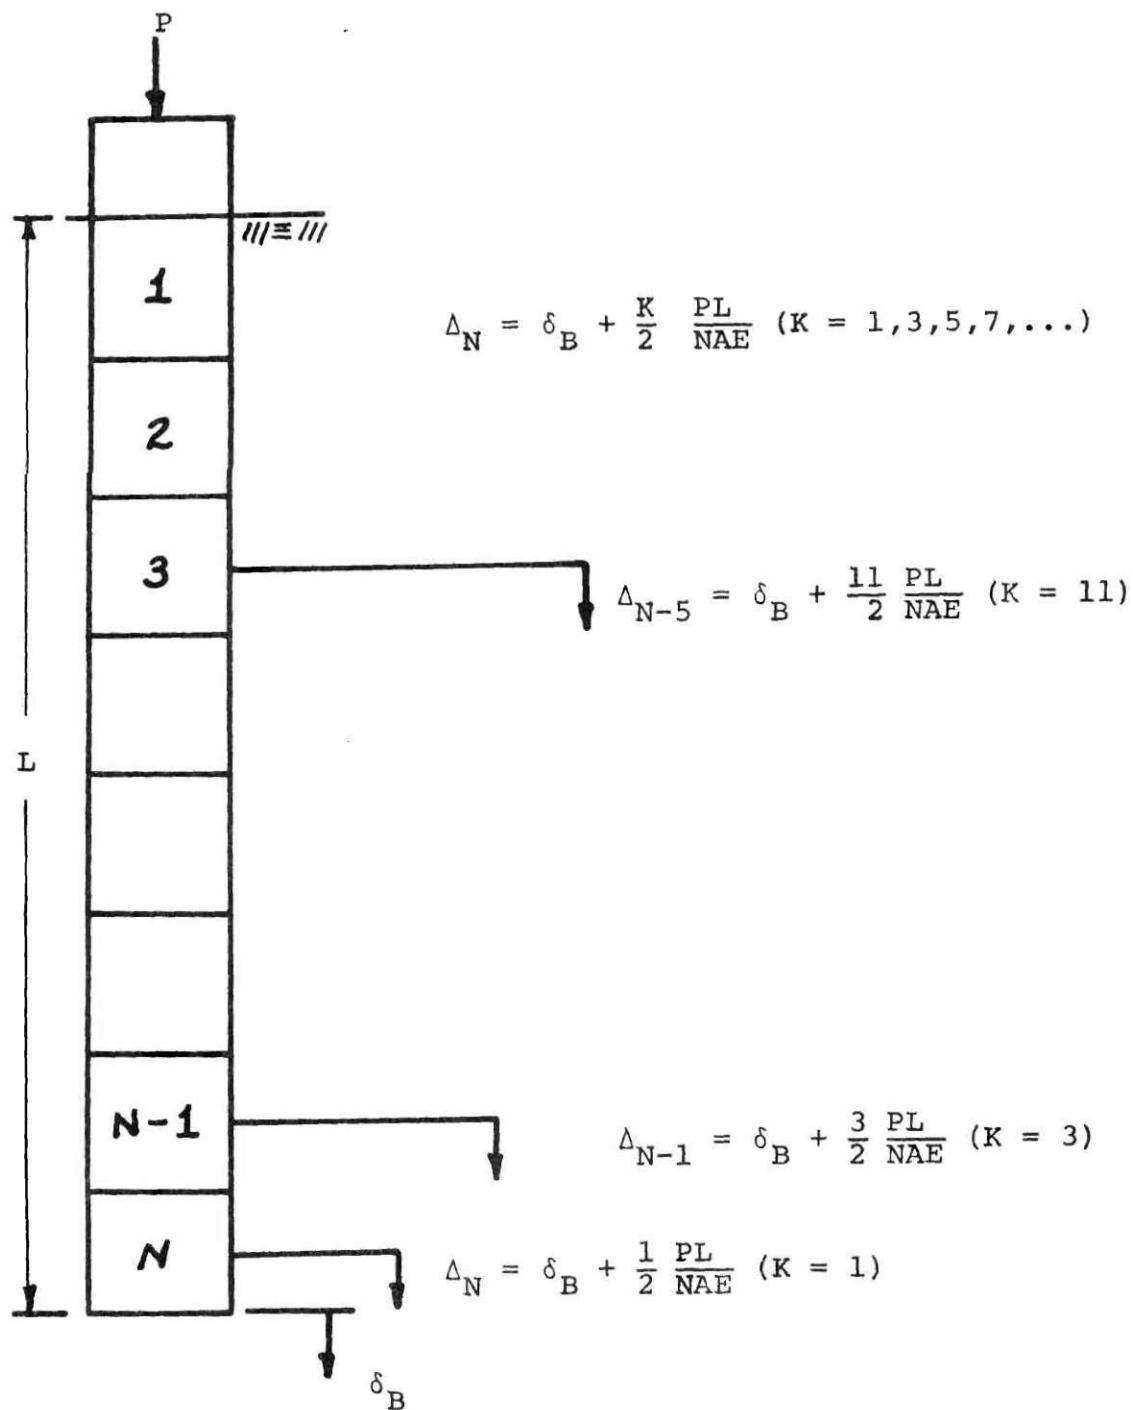 P
1
Δ_N = δ_B + K/2 PL/NAE (K = 1,3,5,7,...)
2
3
Δ_N-5 = δ_B + 11/2 PL/NAE (K = 11)
L
N-1
Δ_N-1 = δ_B + 3/2 PL/NAE (K = 3)
N
Δ_N = δ_B + 1/2 PL/NAE (K = 1)
δ_B